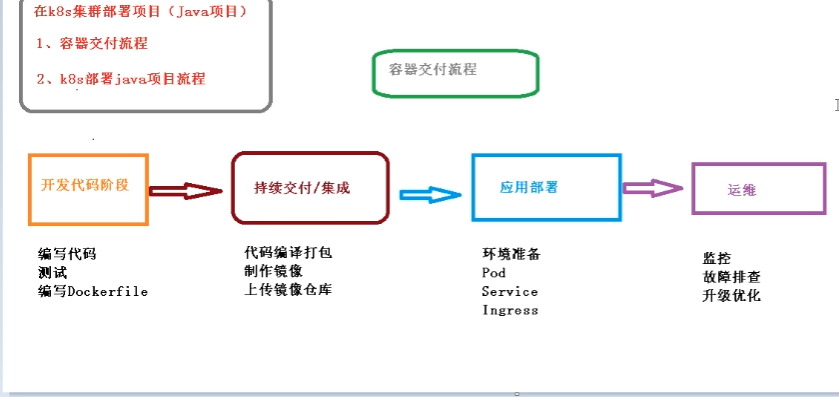 在k8s集群部署项目（Java项目）
1、容器交付流程
2、k8s部署java项目流程
容器交付流程
开发代码阶段
持续交付/集成
应用部署
运维
编写代码
测试
编写Dockerfile
代码编译打包
制作镜像
上传镜像仓库
环境准备
Pod
Service
Ingress
监控
故障排查
升级优化